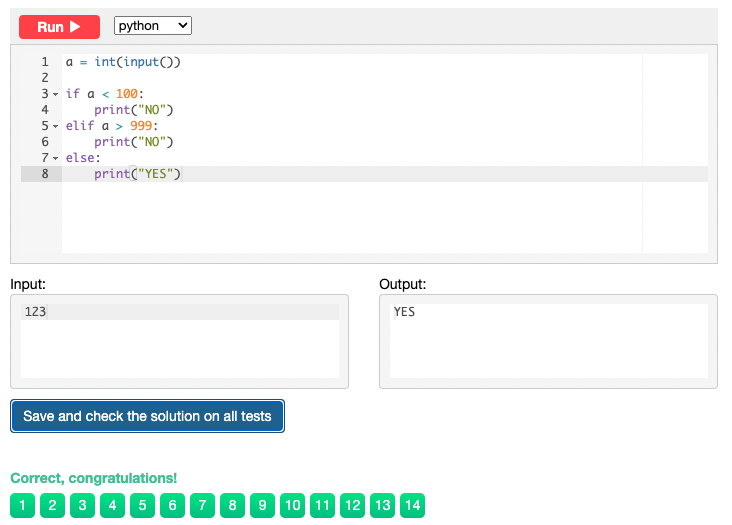 Run python
1 a = int(input())
2
3 if a < 100:
4     print("NO")
5 elif a > 999:
6     print("NO")
7 else:
8     print("YES")
Input: Output:
123 YES
Save and check the solution on all tests
Correct, congratulations!
1 2 3 4 5 6 7 8 9 10 11 12 13 14